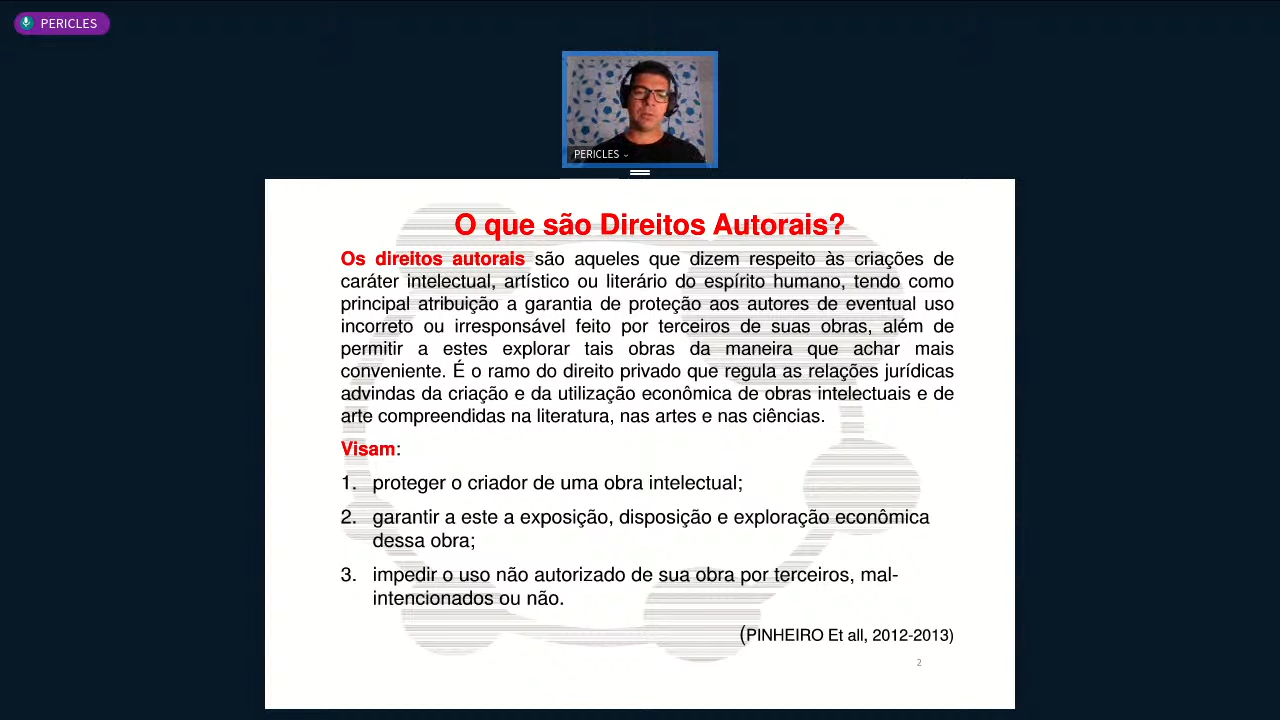 PERICLES
PERICLES
O que são Direitos Autorais?
Os direitos autorais são aqueles que dizem respeito às criações de
caráter intelectual, artístico ou literário do espírito humano, tendo como
principal atribuição a garantia de proteção aos autores de eventual uso
incorreto ou irresponsável feito por terceiros de suas obras, além de
permitir a estes explorar tais obras da maneira que achar mais
conveniente. É o ramo do direito privado que regula as relações jurídicas
advindas da criação e da utilização econômica de obras intelectuais e de
arte compreendidas na literatura, nas artes e nas ciências.
Visam:
1. proteger o criador de uma obra intelectual;
2. garantir a este a exposição, disposição e exploração econômica
dessa obra;
3. impedir o uso não autorizado de sua obra por terceiros, mal-
intencionados ou não.
(PINHEIRO Et all, 2012-2013)
2